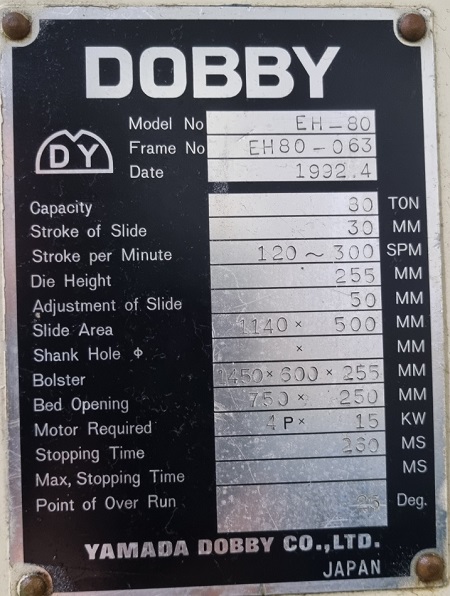 DOBBY
DY
Model No EH-80
Frame No EH80-063
Date 1992.4
Capacity 80 TON
Stroke of Slide 30 MM
Stroke per Minute 120 ~ 300 SPM
Die Height 255 MM
Adjustment of Slide 50 MM
Slide Area 1140 × 500 MM
Shank Hole φ × MM
Bolster 1450 × 600 × 255 MM
Bed Opening 750 × 250 MM
Motor Required 4 P × 15 KW
Stopping Time MS
Max, Stopping Time MS
Point of Over Run Deg.
YAMADA DOBBY CO.,LTD.
JAPAN